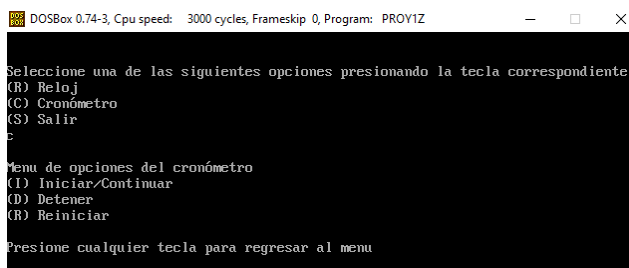 DOSBox 0.74-3, Cpu speed: 3000 cycles, Frameskip 0, Program: PROY1Z
Seleccione una de las siguientes opciones presionando la tecla correspondiente
(R) Reloj
(C) Cronómetro
(S) Salir
c
Menu de opciones del cronómetro
(I) Iniciar/Continuar
(D) Detener
(R) Reiniciar
Presione cualquier tecla para regresar al menu